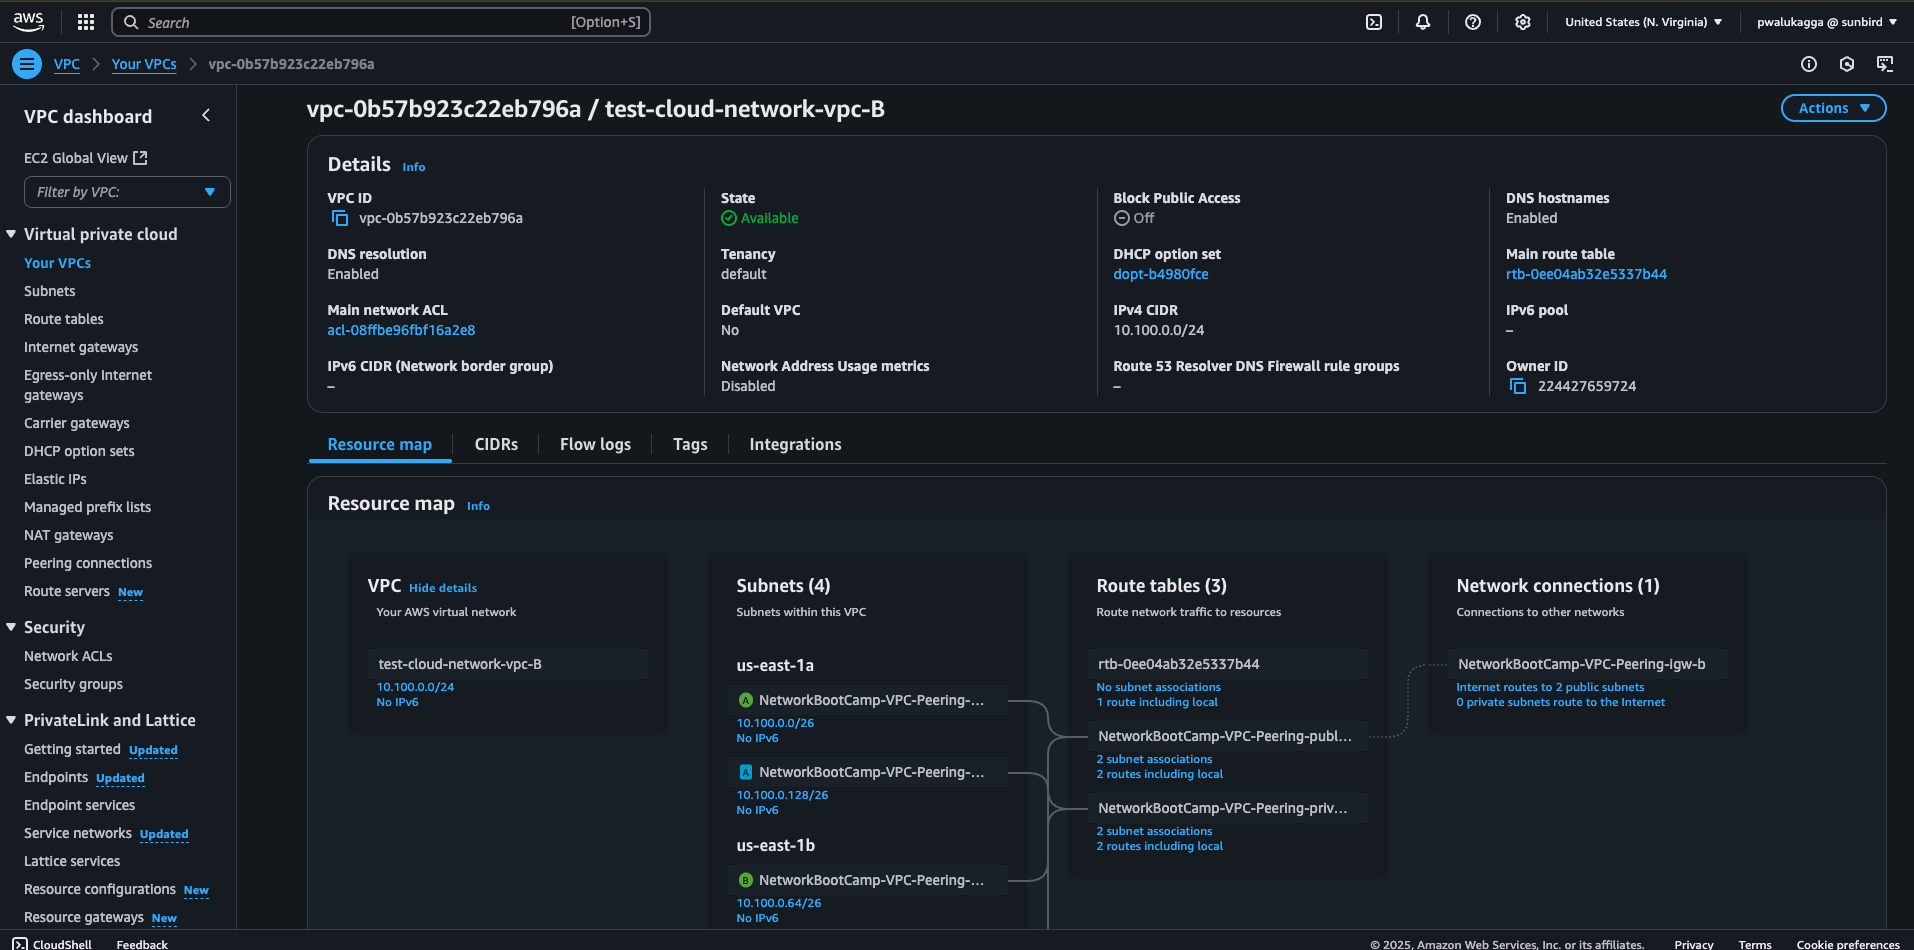 aws
Search
[Option+S]
United States (N. Virginia)
pwalukagga @ sunbird
VPC
Your VPCs
vpc-0b57b923c22eb796a
VPC dashboard
EC2 Global View
Filter by VPC:
Virtual private cloud
Your VPCs
Subnets
Route tables
Internet gateways
Egress-only Internet
gateways
Carrier gateways
DHCP option sets
Elastic IPs
Managed prefix lists
NAT gateways
Peering connections
Route servers New
Security
Network ACLs
Security groups
PrivateLink and Lattice
Getting started Updated
Endpoints Updated
Endpoint services
Service networks Updated
Lattice services
Resource configurations New
Resource gateways New
vpc-0b57b923c22eb796a / test-cloud-network-vpc-B
Actions
Details Info
VPC ID
vpc-0b57b923c22eb796a
State
Available
Block Public Access
Off
DNS hostnames
Enabled
DNS resolution
Enabled
Tenancy
default
DHCP option set
dopt-b4980fce
Main route table
rtb-0ee04ab32e5337b44
Main network ACL
acl-08ffbe96fbf16a2e8
Default VPC
No
IPv4 CIDR
10.100.0.0/24
IPv6 pool
–
IPv6 CIDR (Network border group)
–
Network Address Usage metrics
Disabled
Route 53 Resolver DNS Firewall rule groups
–
Owner ID
224427659724
Resource map
CIDRs
Flow logs
Tags
Integrations
Resource map Info
VPC Hide details
Your AWS virtual network
test-cloud-network-vpc-B
10.100.0.0/24
No IPv6
Subnets (4)
Subnets within this VPC
us-east-1a
A NetworkBootCamp-VPC-Peering-...
10.100.0.0/26
No IPv6
A NetworkBootCamp-VPC-Peering-...
10.100.0.128/26
No IPv6
us-east-1b
B NetworkBootCamp-VPC-Peering-...
10.100.0.64/26
No IPv6
Route tables (3)
Route network traffic to resources
rtb-0ee04ab32e5337b44
No subnet associations
1 route including local
NetworkBootCamp-VPC-Peering-publ...
2 subnet associations
2 routes including local
NetworkBootCamp-VPC-Peering-priv...
2 subnet associations
2 routes including local
Network connections (1)
Connections to other networks
NetworkBootCamp-VPC-Peering-igw-b
Internet routes to 2 public subnets
0 private subnets route to the Internet
CloudShell
Feedback
© 2025, Amazon Web Services, Inc. or its affiliates.
Privacy
Terms
Cookie preferences